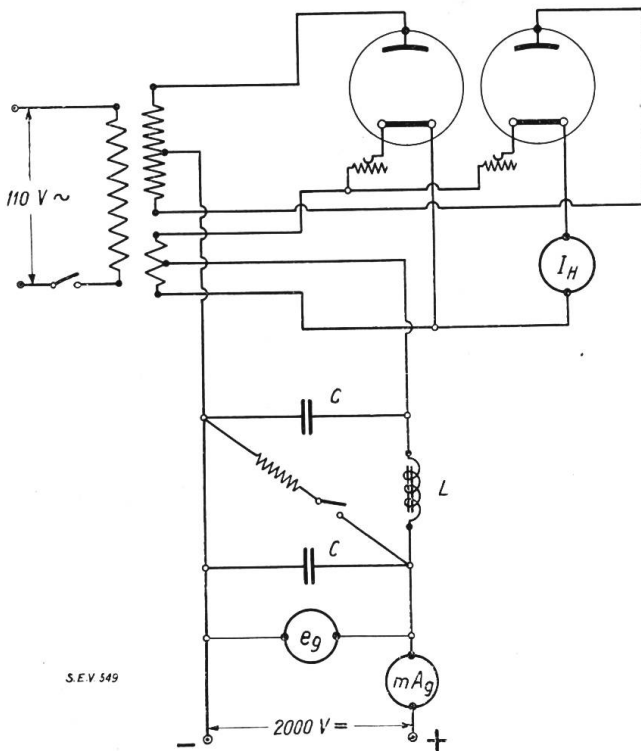 110 V ~
I_H
C
L
C
e_g
S.E.V. 549
mA_g
2000 V =
- +